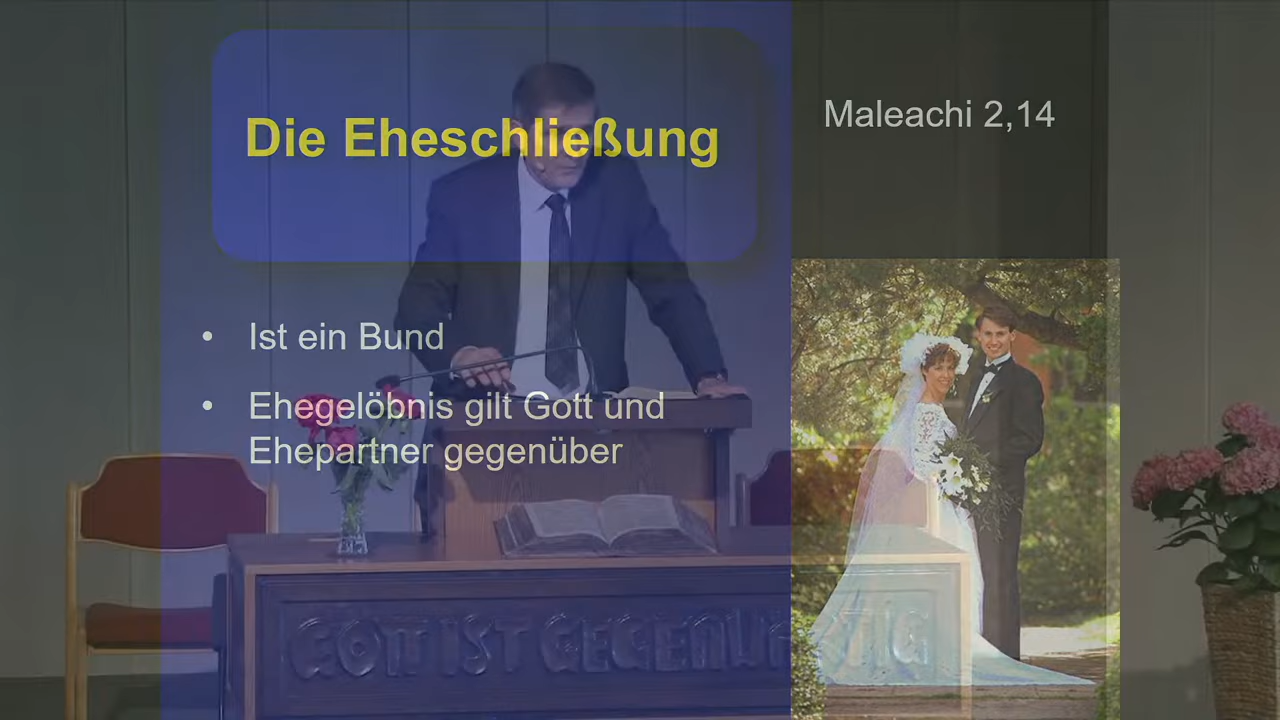 Die Eheschließung
Maleachi 2,14
• Ist ein Bund
• Ehegelöbnis gilt Gott und
Ehepartner gegenüber
GOTT IST GEGENWÄRTIG